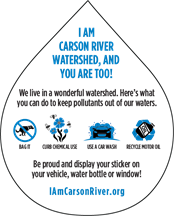 I AM
CARSON RIVER
WATERSHED, AND
YOU ARE TOO!
We live in a wonderful watershed. Here's what
you can do to keep pollutants out of our waters.
BAG IT
CURB CHEMICAL USE
USE A CAR WASH
RECYCLE MOTOR OIL
Be proud and display your sticker on
your vehicle, water bottle or window!
IAmCarsonRiver.org